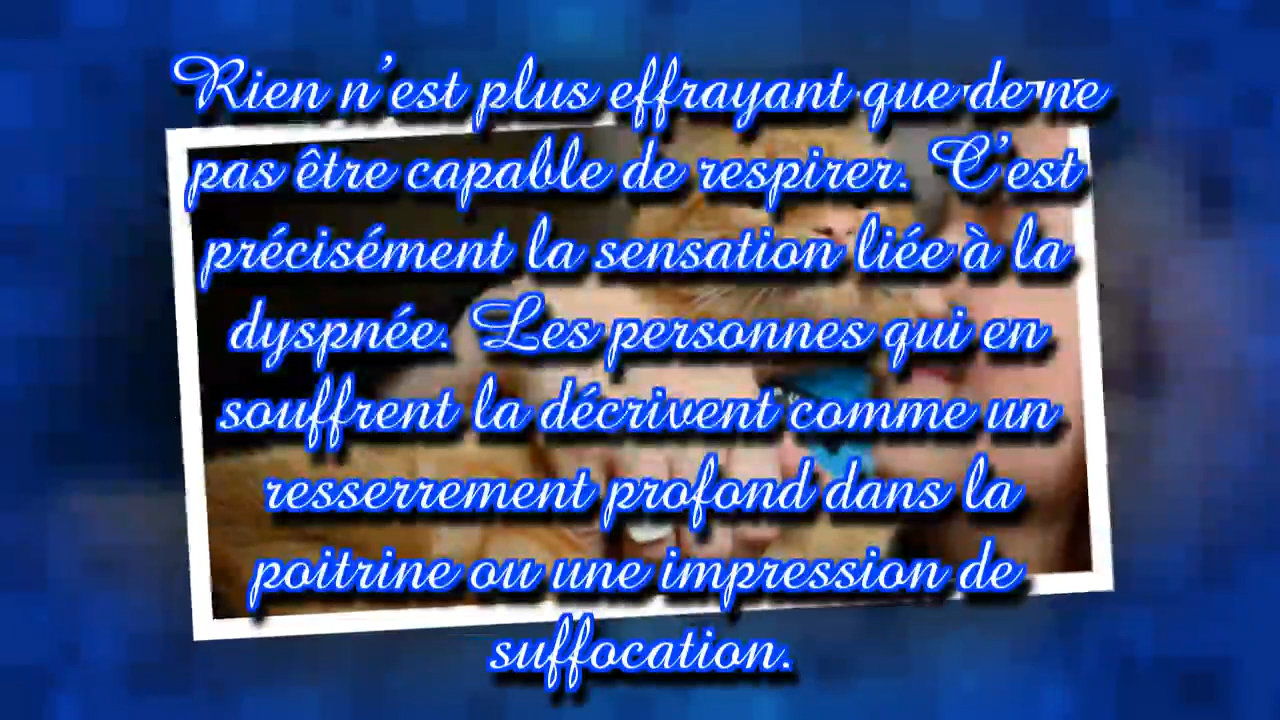 Rien n'est plus effrayant que de ne
pas être capable de respirer. C'est
précisément la sensation liée à la
dyspnée. Les personnes qui en
souffrent la décrivent comme un
resserrement profond dans la
poitrine ou une impression de
suffocation.